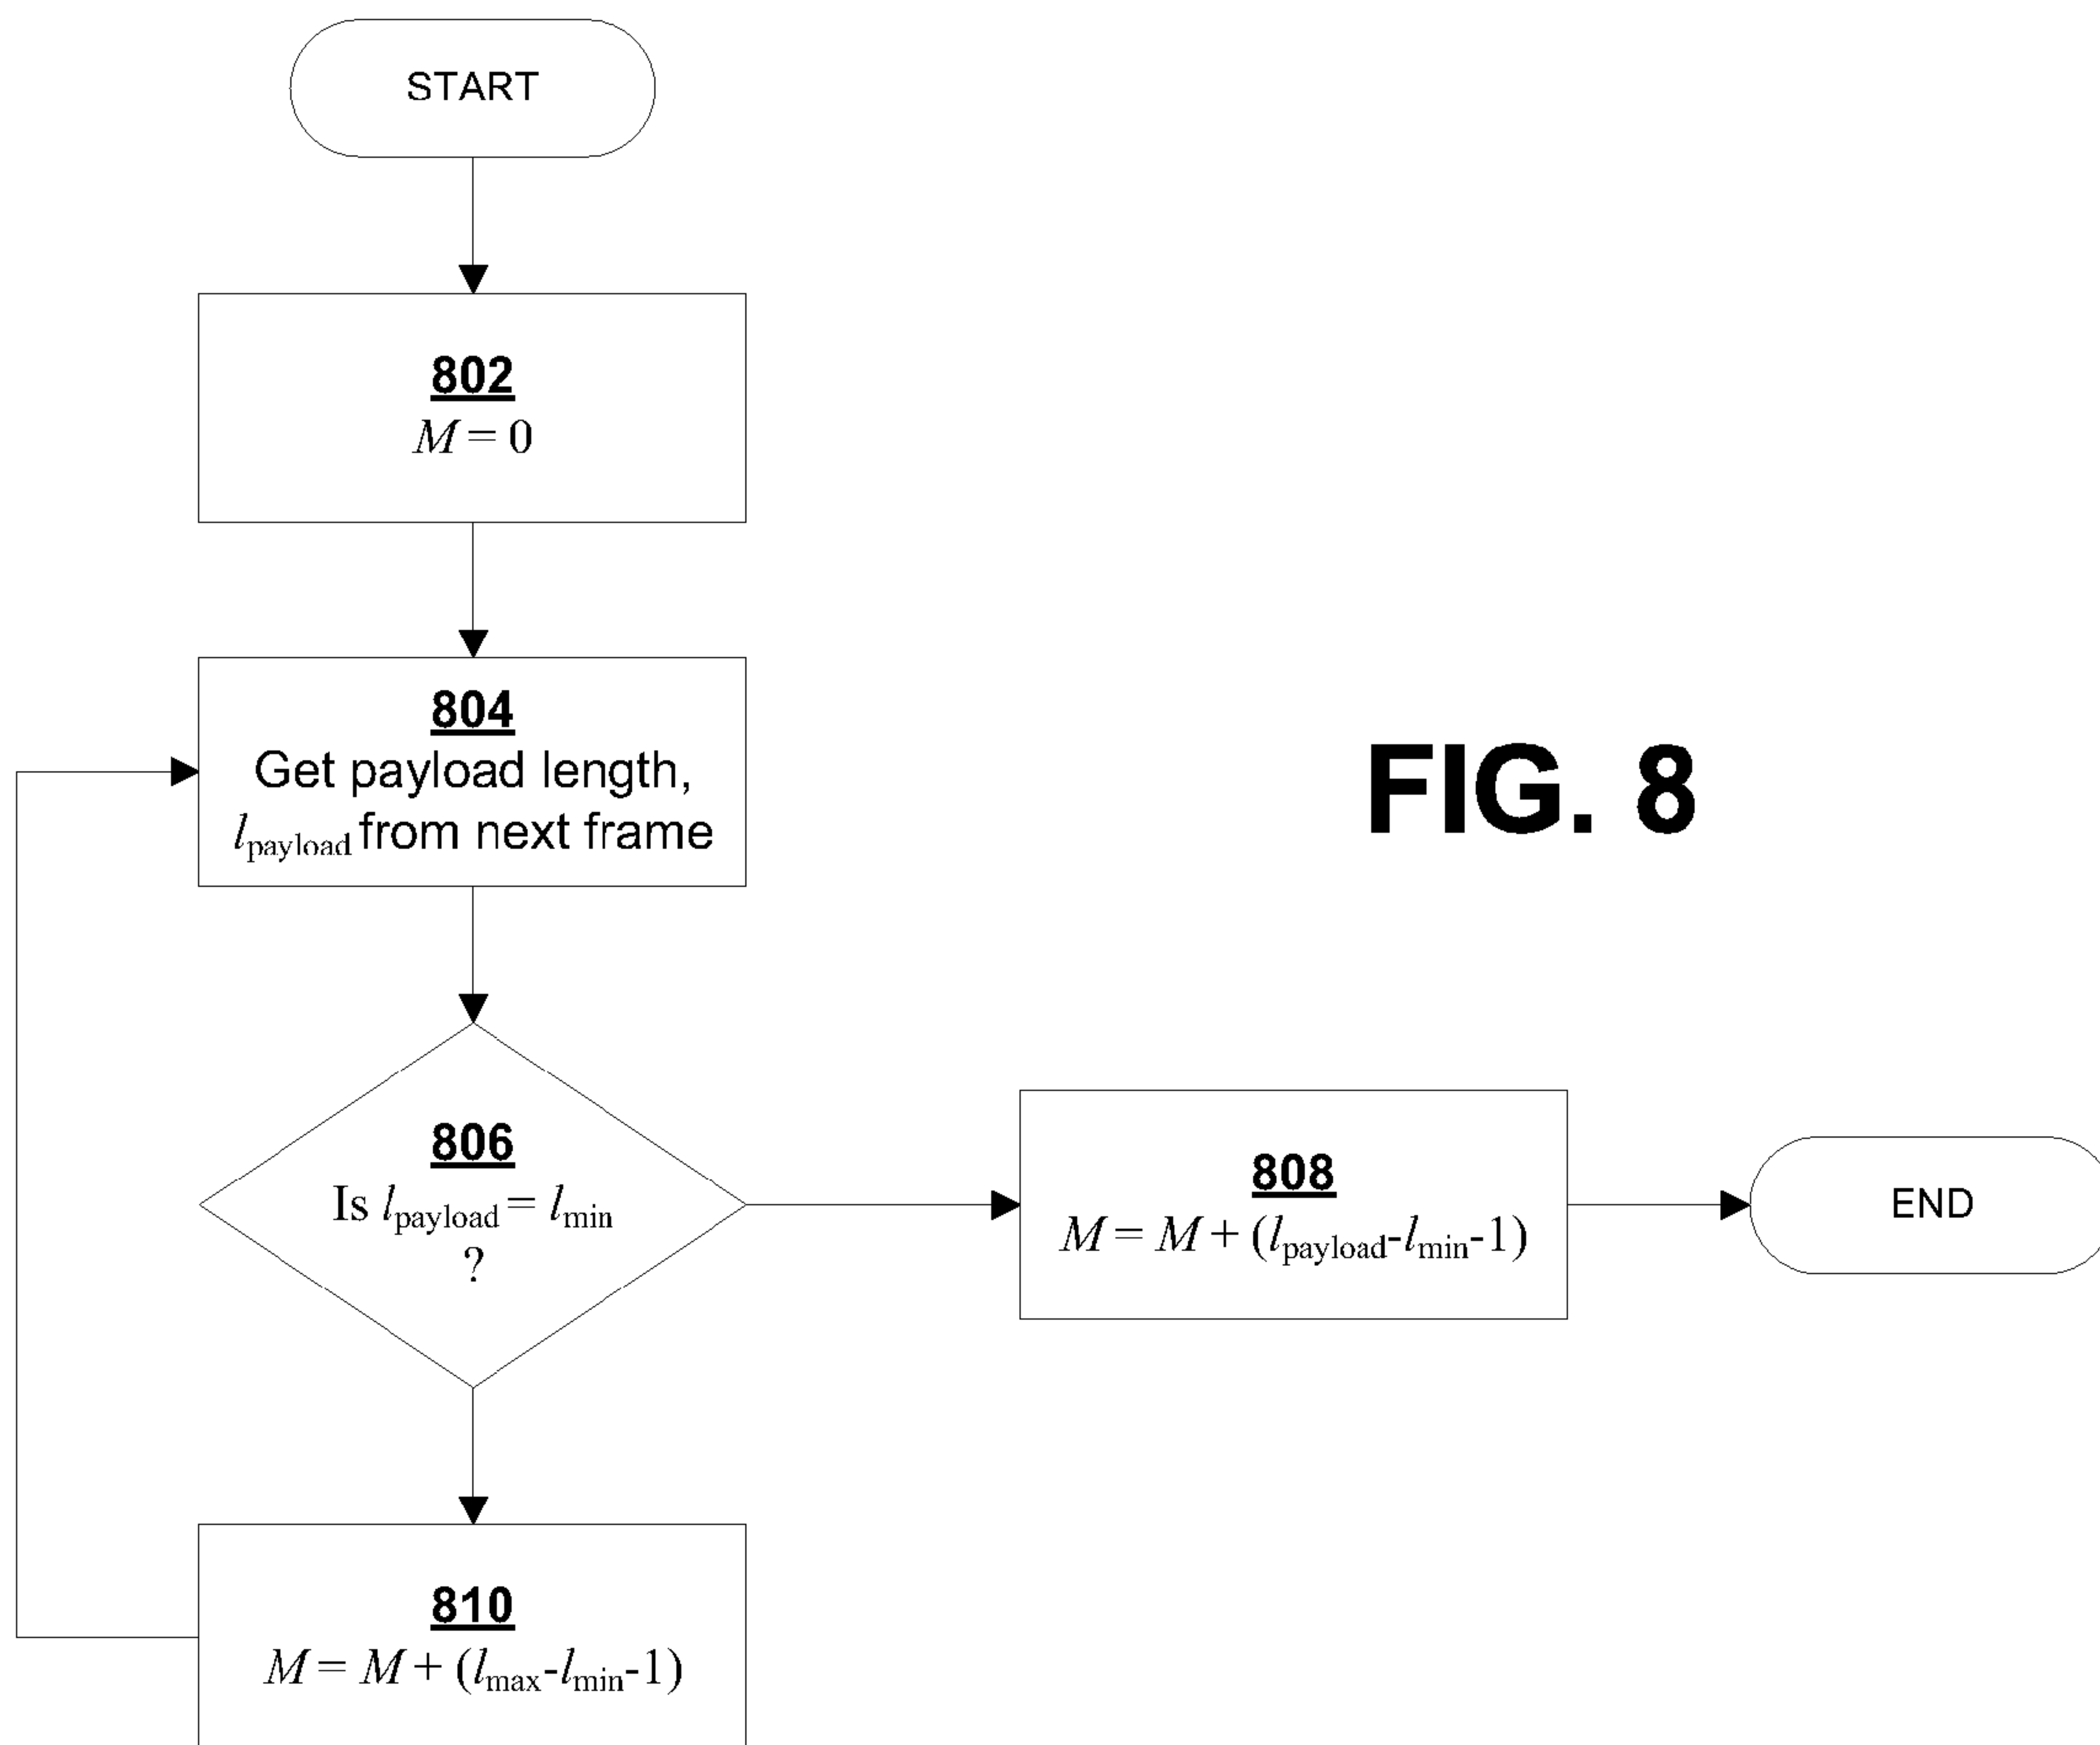 START
802
M = 0
804
Get payload length,
l_payload from next frame
FIG. 8
806
Is l_payload = l_min
?
808
M = M + (l_payload-l_min-1)
END
810
M = M + (l_max-l_min-1)